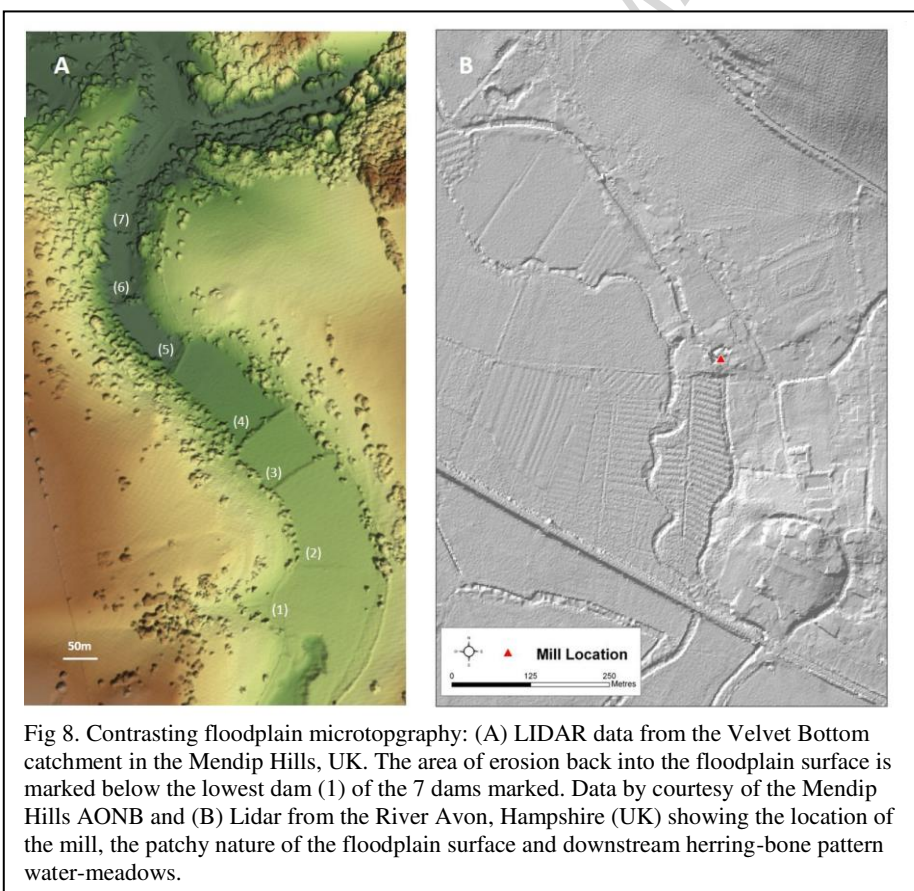 A
B
(7)
(6)
(5)
(4)
(3)
(2)
(1)
50m
Mill Location
0 125 250
Metres
Fig 8. Contrasting floodplain microtopgraphy: (A) LIDAR data from the Velvet Bottom
catchment in the Mendip Hills, UK. The area of erosion back into the floodplain surface is
marked below the lowest dam (1) of the 7 dams marked. Data by courtesy of the Mendip
Hills AONB and (B) Lidar from the River Avon, Hampshire (UK) showing the location of
the mill, the patchy nature of the floodplain surface and downstream herring-bone pattern
water-meadows.